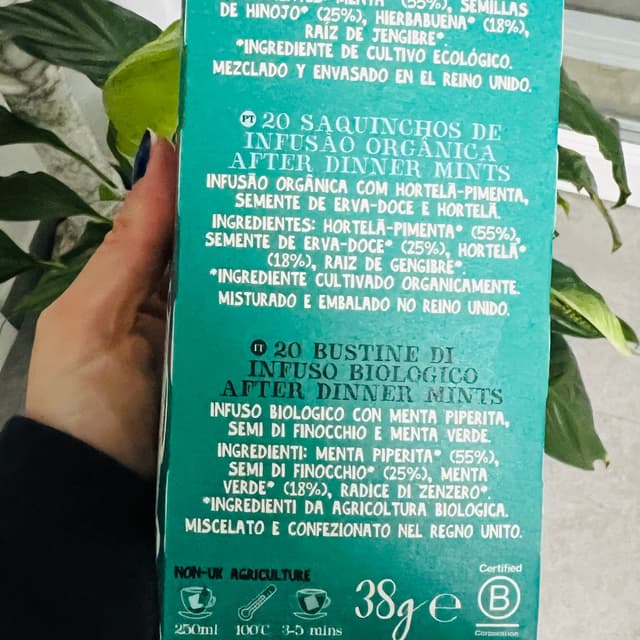 MENTA* (55%), SEMILLAS
DE HINOJO* (25%), HIERBABUENA* (18%),
RAÍZ DE JENGIBRE*.
*INGREDIENTE DE CULTIVO ECOLÓGICO.
MEZCLADO Y ENVASADO EN EL REINO UNIDO.
PT 20 SAQUINCHOS DE
INFUSÃO ORGÂNICA
AFTER DINNER MINTS
INFUSÃO ORGÂNICA COM HORTELÃ-PIMENTA,
SEMENTE DE ERVA-DOCE E HORTELÃ.
INGREDIENTES: HORTELÃ-PIMENTA* (55%),
SEMENTE DE ERVA-DOCE* (25%), HORTELÃ*
(18%), RAIZ DE GENGIBRE*.
*INGREDIENTE CULTIVADO ORGANICAMENTE.
MISTURADO E EMBALADO NO REINO UNIDO.
IT 20 BUSTINE DI
INFUSO BIOLOGICO
AFTER DINNER MINTS
INFUSO BIOLOGICO CON MENTA PIPERITA,
SEMI DI FINOCCHIO E MENTA VERDE.
INGREDIENTI: MENTA PIPERITA* (55%),
SEMI DI FINOCCHIO* (25%), MENTA
VERDE* (18%), RADICE DI ZENZERO*.
*INGREDIENTI DA AGRICOLTURA BIOLOGICA.
MISCELATO E CONFEZIONATO NEL REGNO UNITO.
NON-UK AGRICULTURE
250ml 100°C 3-5 mins
38g e
Certified
B
Corporation